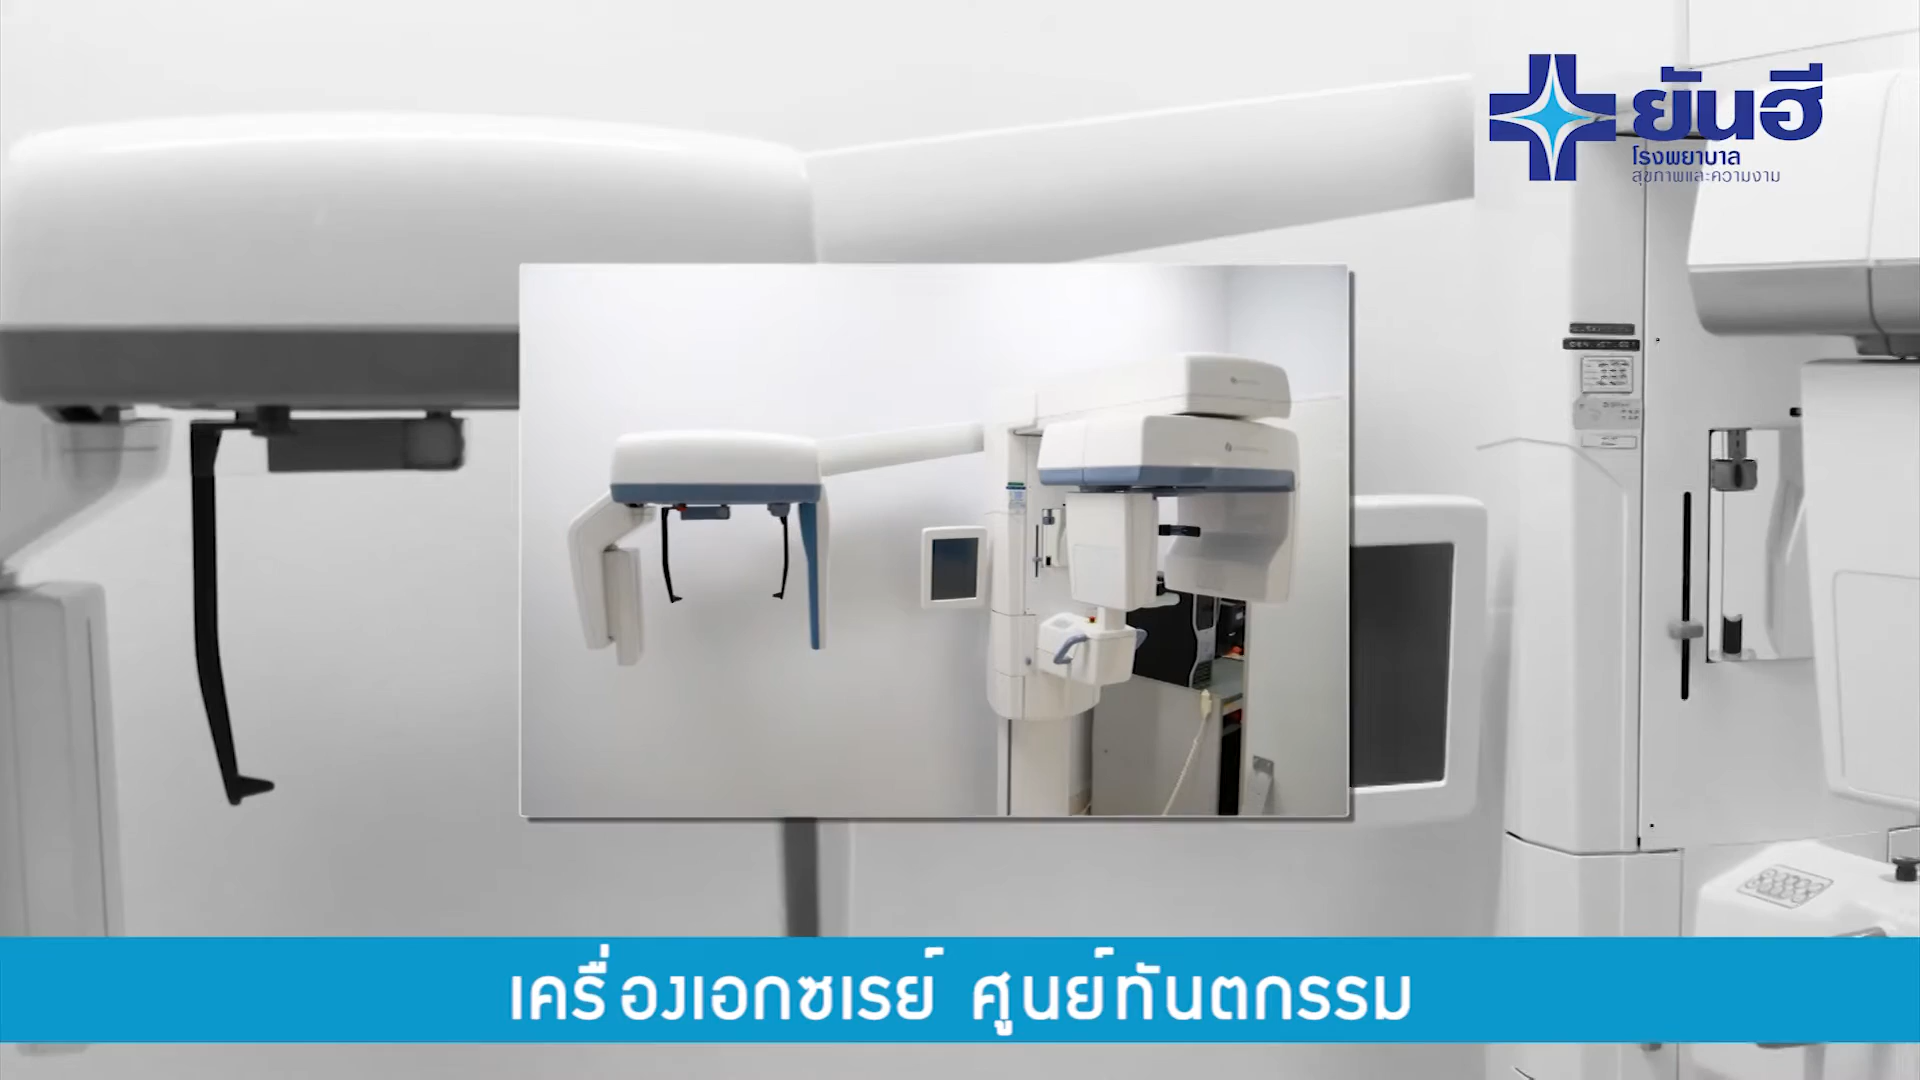 ยันฮี
โรงพยาบาล
สุขภาพและความงาม
เครื่องเอกซเรย์ ศูนย์ทันตกรรม